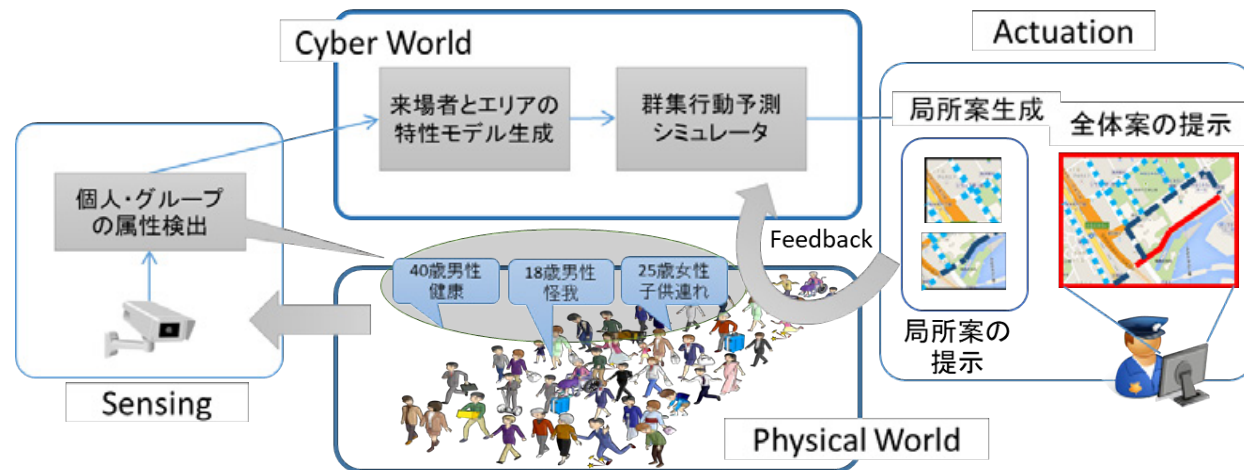 Cyber World
来場者とエリアの
特性モデル生成
群集行動予測
シミュレータ
Actuation
局所案生成
全体案の提示
局所案の
提示
個人・グループ
の属性検出
Sensing
Feedback
40歳男性
健康
18歳男性
怪我
25歳女性
子供連れ
Physical World